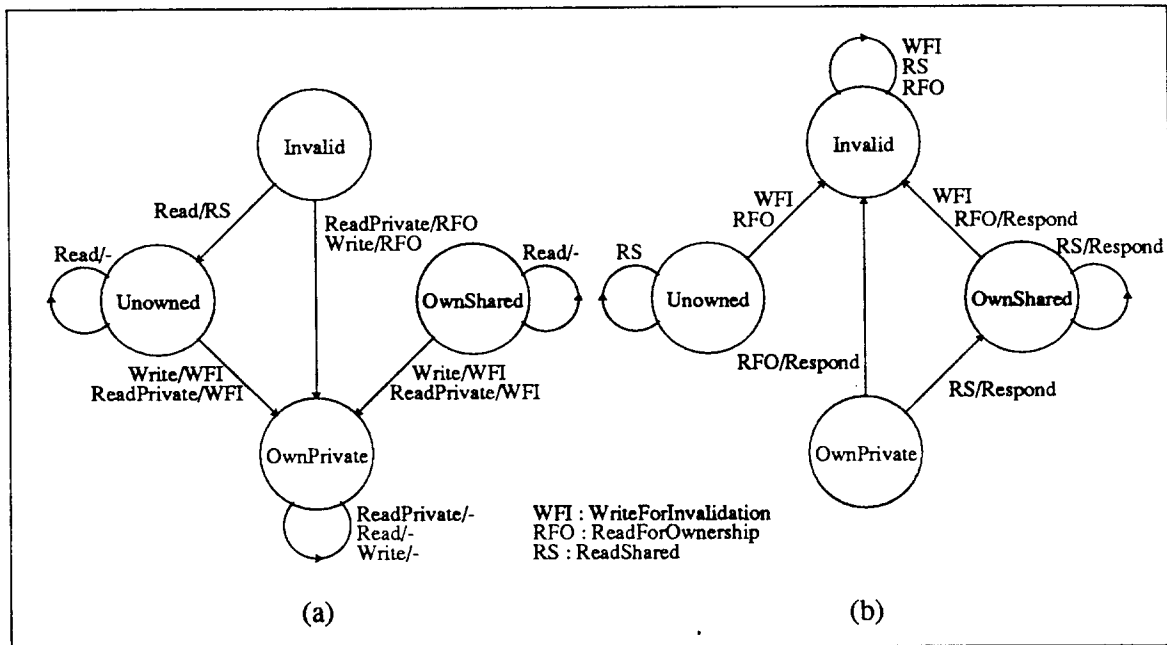 Invalid
Read/RS
ReadPrivate/RFO
Write/RFO
Read/-
Unowned
Read/-
OwnShared
Write/WFI
ReadPrivate/WFI
Write/WFI
ReadPrivate/WFI
OwnPrivate
ReadPrivate/-
Read/-
Write/-
(a)
WFI : WriteForInvalidation
RFO : ReadForOwnership
RS : ReadShared
WFI
RS
RFO
Invalid
WFI
RFO
WFI
RFO/Respond
RS
Unowned
RS/Respond
OwnShared
RFO/Respond
RS/Respond
OwnPrivate
(b)